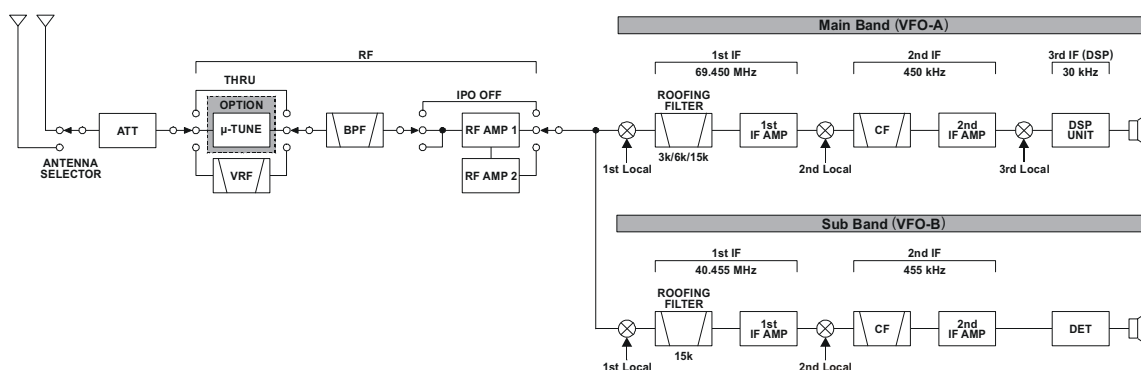 Main Band (VFO-A)
RF
1st IF
2nd IF
3rd IF (DSP)
69.450 MHz
450 kHz
30 kHz
THRU
IPO OFF
OPTION
μ-TUNE
ROOFING
FILTER
ATT
BPF
RF AMP 1
1st
IF AMP
CF
2nd
IF AMP
DSP
UNIT
3k/6k/15k
ANTENNA
SELECTOR
VRF
RF AMP 2
1st Local
2nd Local
3rd Local
Sub Band (VFO-B)
1st IF
2nd IF
40.455 MHz
455 kHz
ROOFING
FILTER
1st
IF AMP
CF
2nd
IF AMP
DET
15k
1st Local
2nd Local